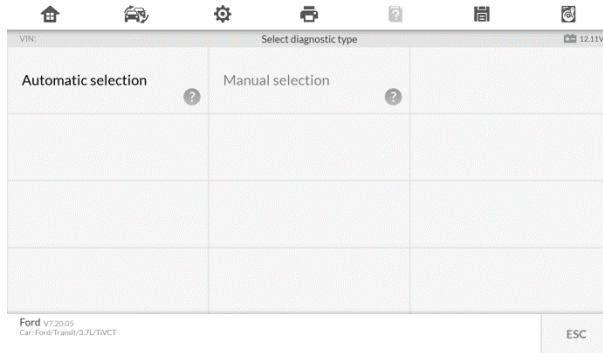 VIN:
Select diagnostic type
12.11V
Automatic selection
?
Manual selection
?
Ford V7.20.05
Car: Ford/Transit/3.7L/TIVCT
ESC